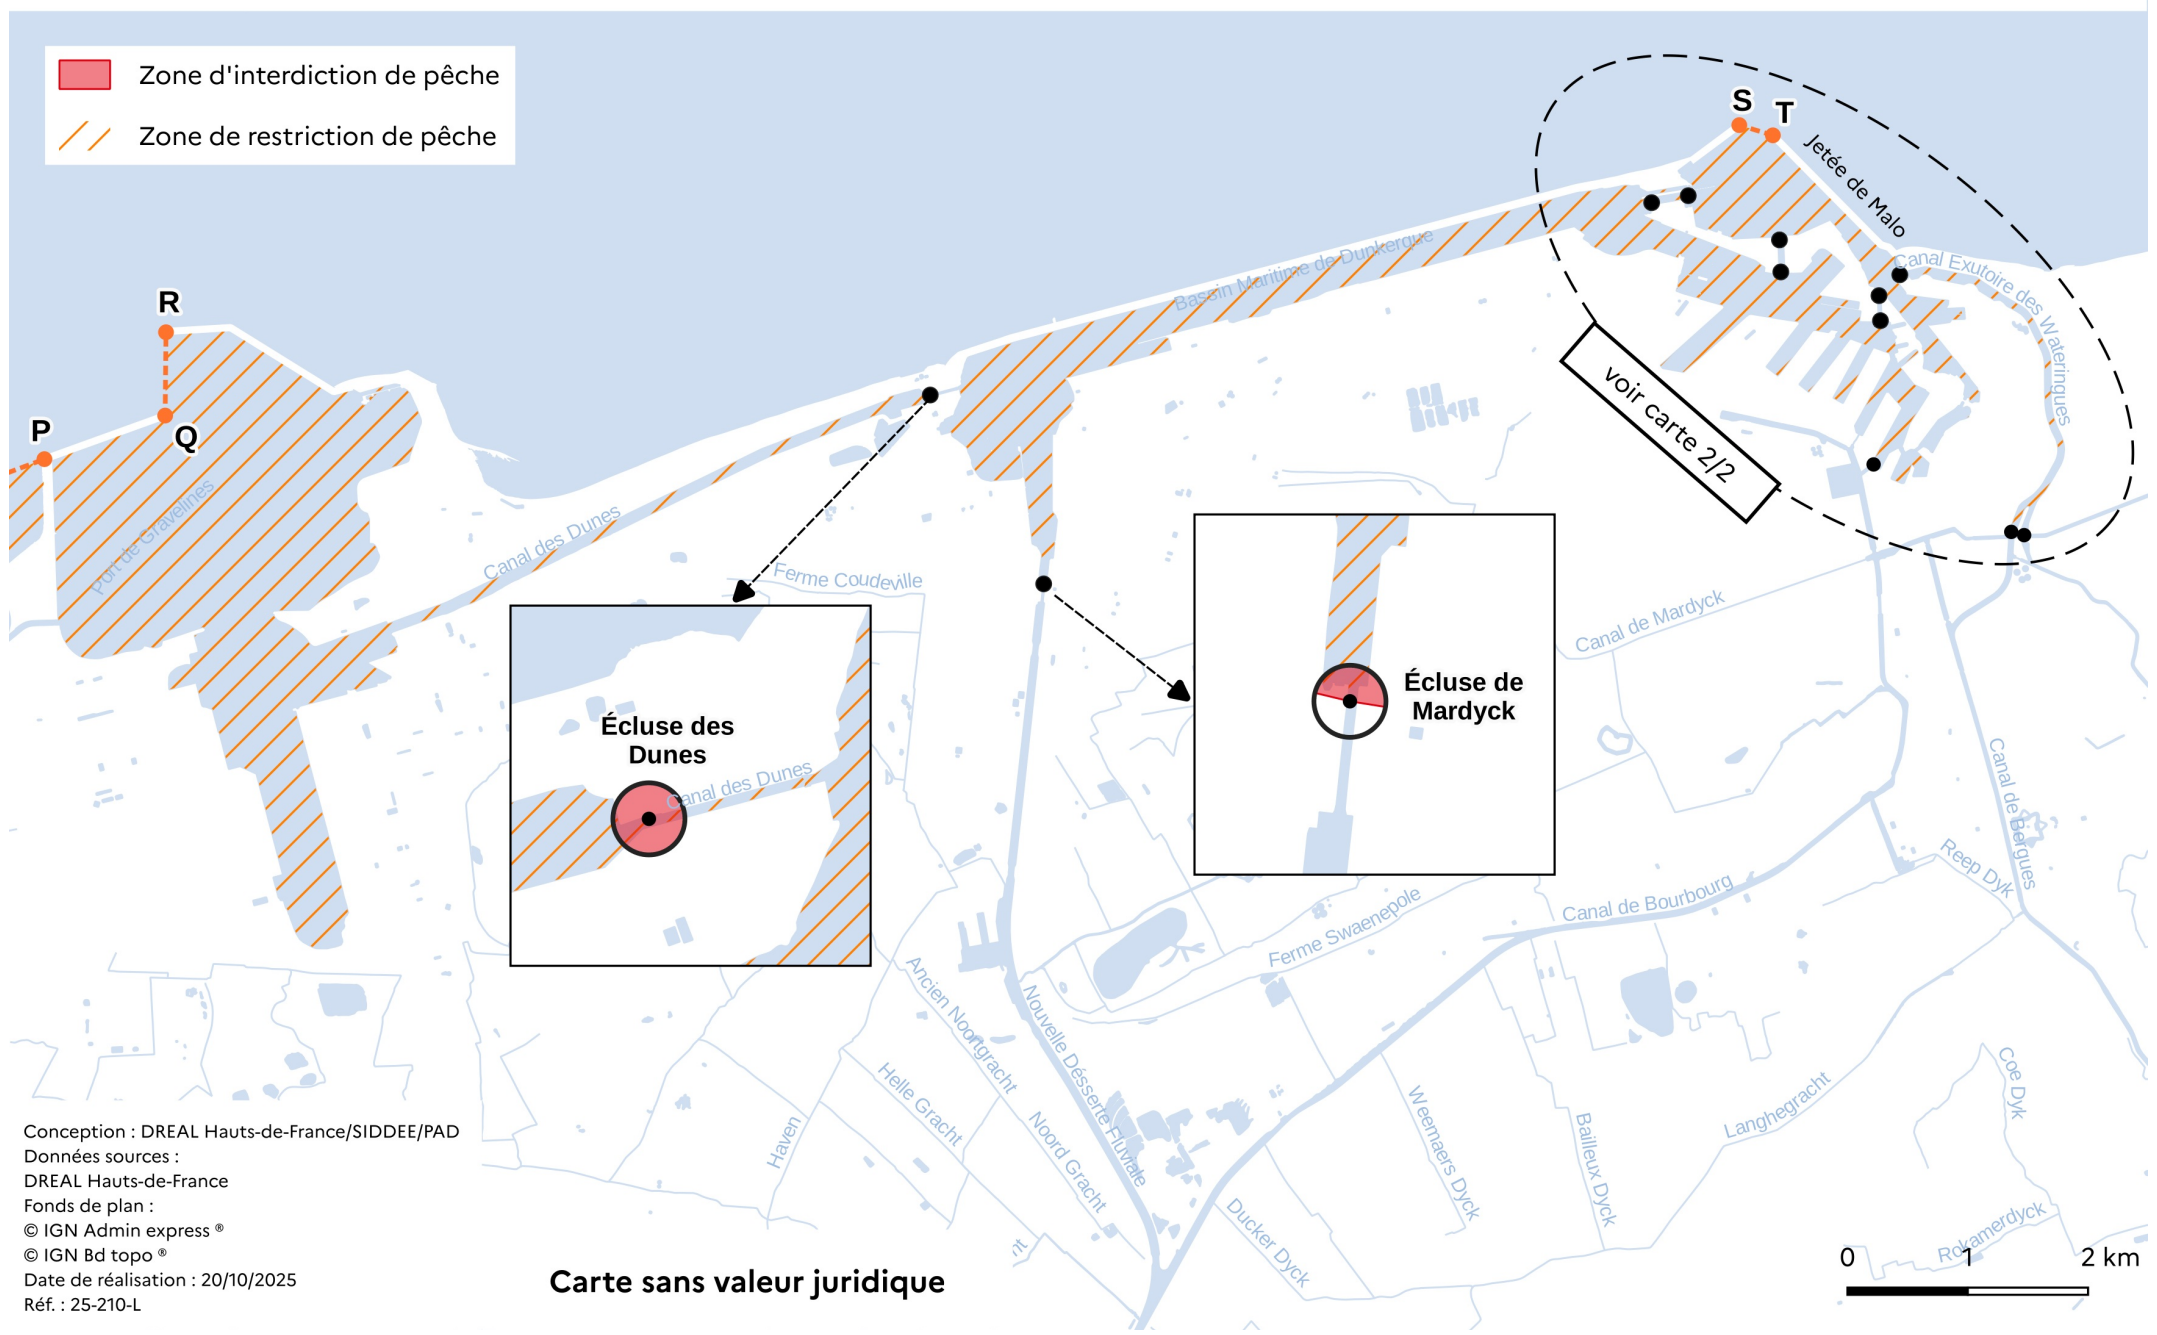 Zone d'interdiction de pêche
Zone de restriction de pêche
S
T
Jetée de Malo
Canal Exutoire des Wateringues
Bassin Maritime de Dunkerque
R
Q
P
Port de Gravelines
voir carte 2/2
Canal des Dunes
Ferme Coudeville
Canal de Mardyck
Écluse des
Dunes
Canal des Dunes
Écluse de
Mardyck
Canal de Bergues
Reep Dyk
Canal de Bourbourg
Ferme Swaenepole
Ancien Noortgracht
Nouvelle Désserte Fluviale
Helle Gracht
Noord Gracht
Haven
Weemaers Dyck
Bailleux Dyck
Langhegracht
Coe Dyk
Ducker Dyck
Rokamerdyck
nt
Conception : DREAL Hauts-de-France/SIDDEE/PAD
Données sources :
DREAL Hauts-de-France
Fonds de plan :
© IGN Admin express ®
© IGN Bd topo ®
Date de réalisation : 20/10/2025
Réf. : 25-210-L
Carte sans valeur juridique
0 1 2 km